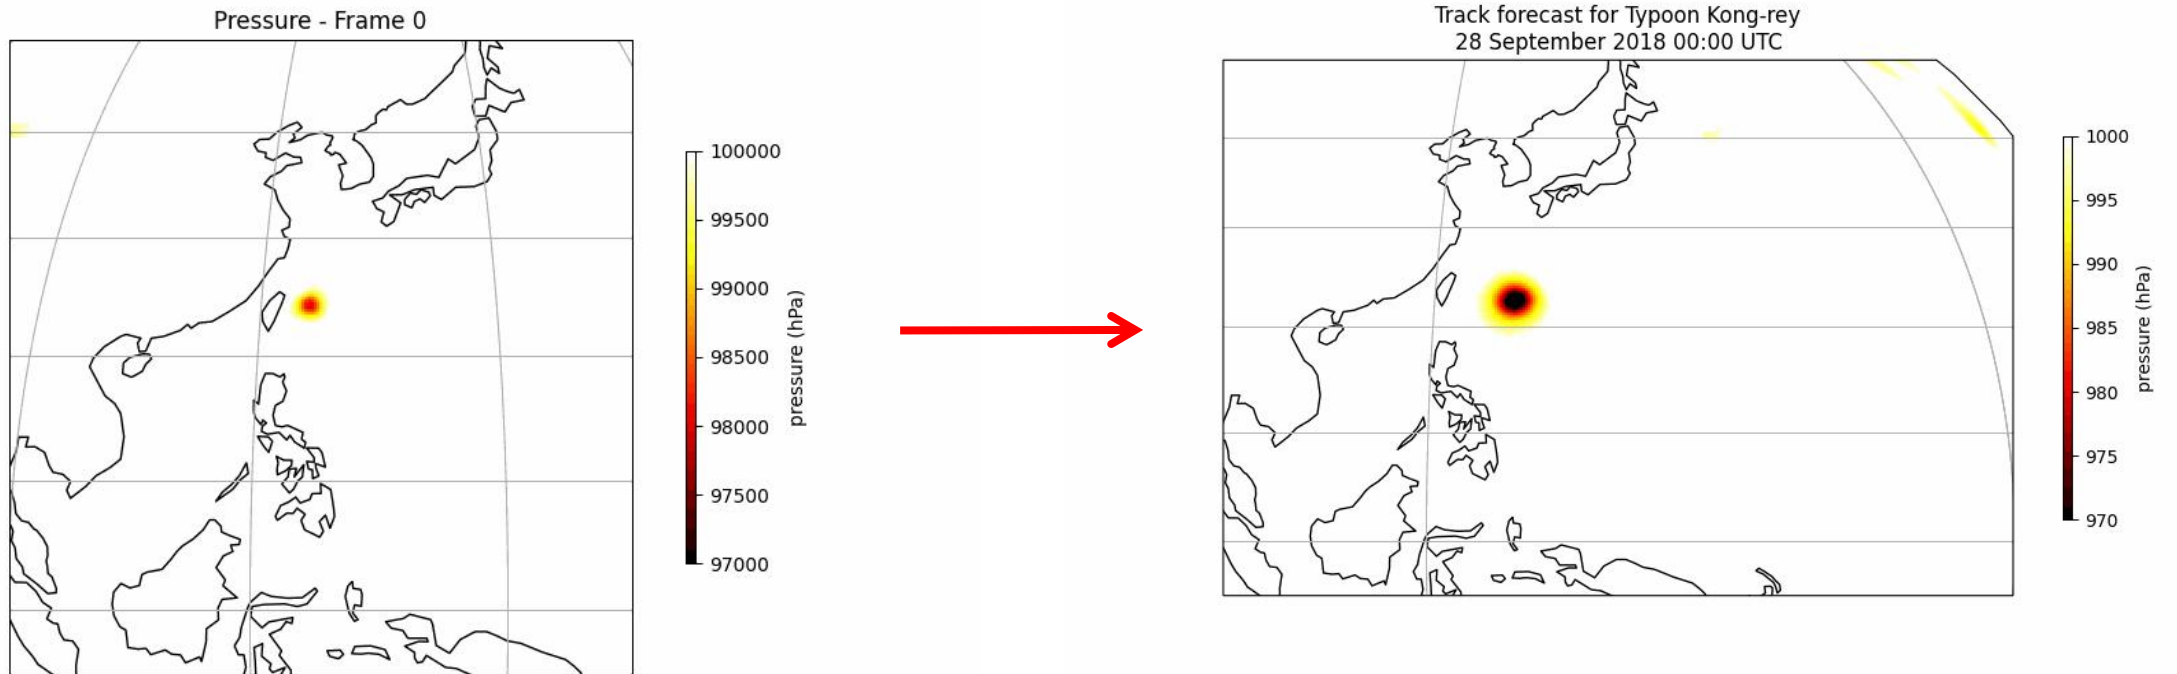 Pressure - Frame 0
100000
99500
99000
98500
98000
97500
97000
pressure (hPa)
Track forecast for Typoon Kong-rey
28 September 2018 00:00 UTC
1000
995
990
985
980
975
970
pressure (hPa)